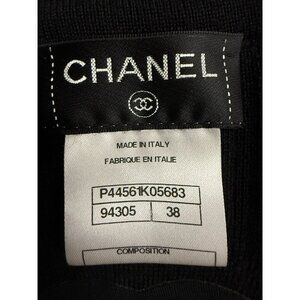 CHANEL
MADE IN ITALY
FABRIQUE EN ITALIE
P44561K05683
94305 38
COMPOSITION